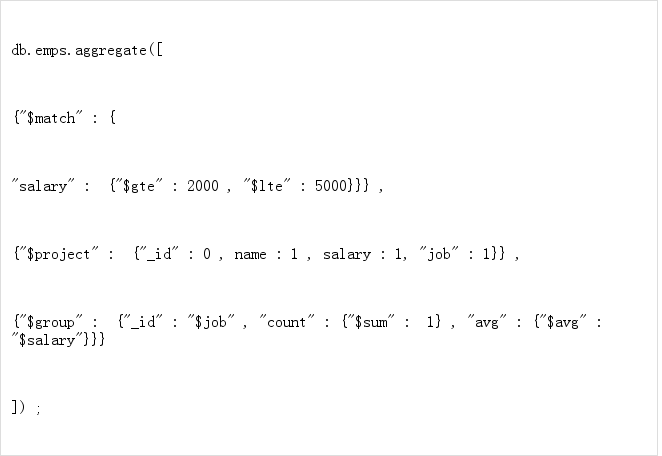 db.emps.aggregate([
{"$match" : {
"salary" :  {"$gte" : 2000 , "$lte" : 5000}}} ,
{"$project" :  {"_id" : 0 , name : 1 , salary : 1, "job" : 1}} ,
{"$group" :  {"_id" : "$job" , "count" : {"$sum" :  1} , "avg" : {"$avg" :
"$salary"}}}
]) ;